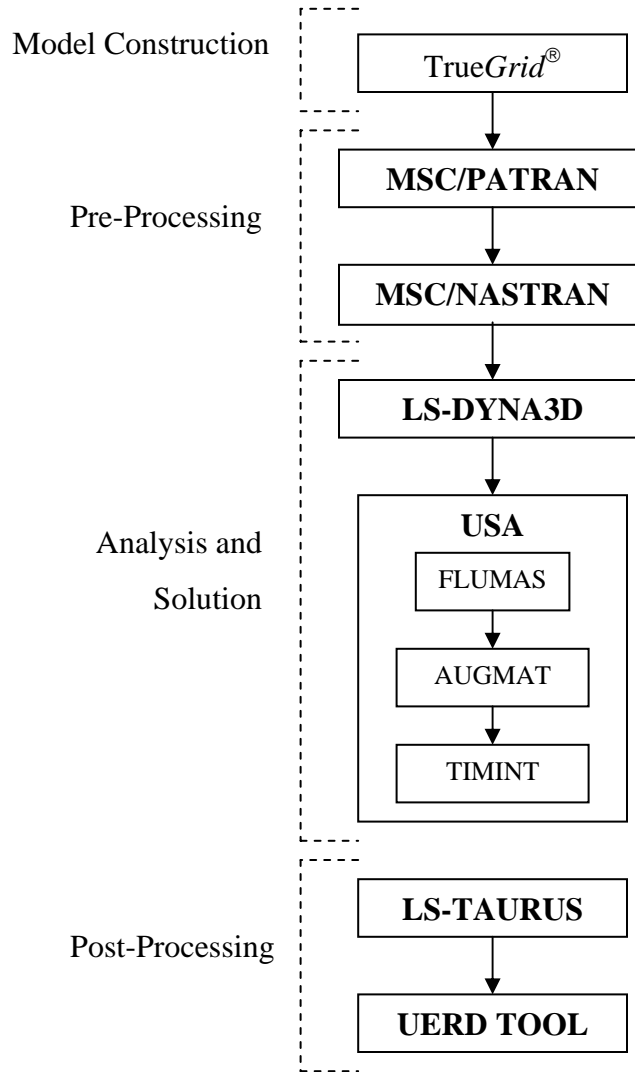 Model Construction
TrueGrid®
Pre-Processing
MSC/PATRAN
MSC/NASTRAN
Analysis and
Solution
LS-DYNA3D
USA
FLUMAS
AUGMAT
TIMINT
Post-Processing
LS-TAURUS
UERD TOOL